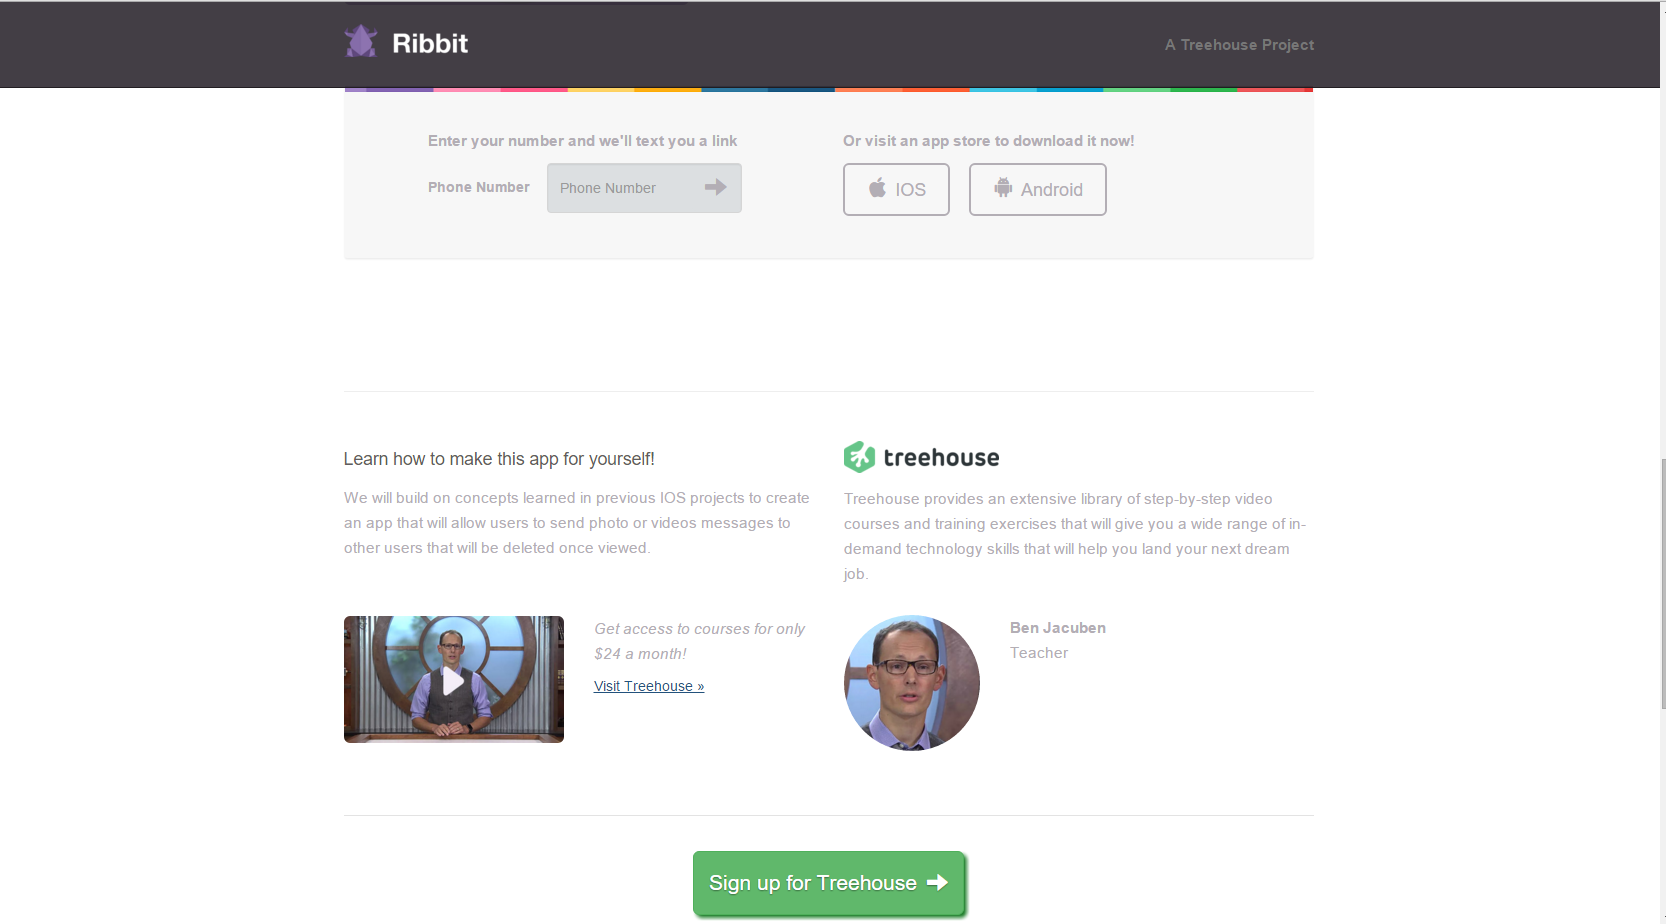 Ribbit
A Treehouse Project
Enter your number and we'll text you a link
Phone Number
Phone Number
Or visit an app store to download it now!
IOS
Android
Learn how to make this app for yourself!
We will build on concepts learned in previous IOS projects to create
an app that will allow users to send photo or videos messages to
other users that will be deleted once viewed.
Get access to courses for only
$24 a month!
Visit Treehouse »
treehouse
Treehouse provides an extensive library of step-by-step video
courses and training exercises that will give you a wide range of in-
demand technology skills that will help you land your next dream
job.
Ben Jacuben
Teacher
Sign up for Treehouse